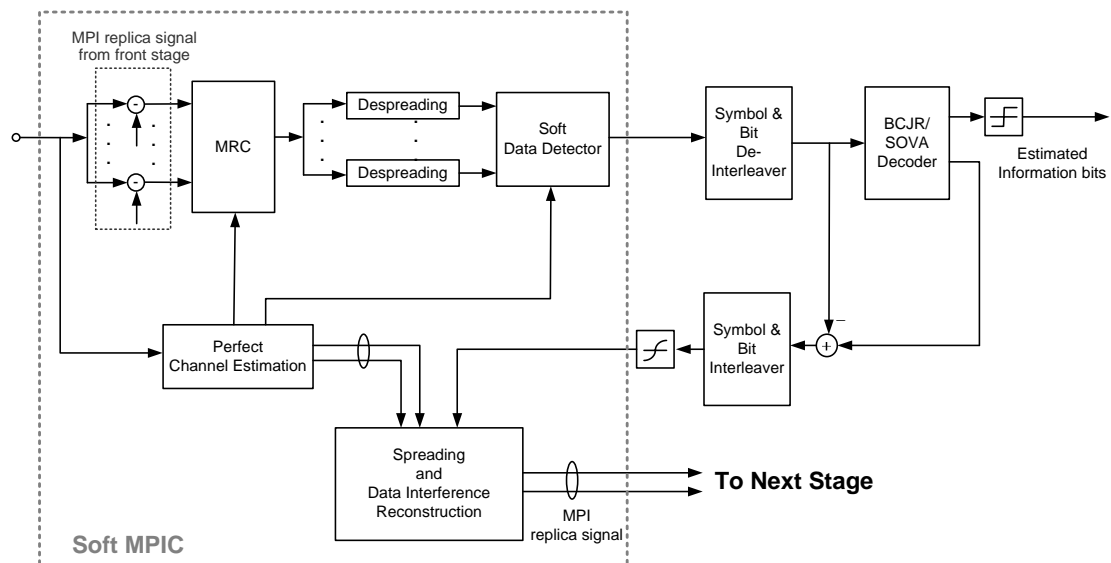 MPI replica signal
from front stage
-
-
MRC
Despreading
Despreading
Soft
Data Detector
Symbol &
Bit
De-
Interleaver
BCJR/
SOVA
Decoder
Estimated
Information bits
Perfect
Channel Estimation
Symbol &
Bit
Interleaver
−
+
Spreading
and
Data Interference
Reconstruction
To Next Stage
MPI
replica signal
Soft MPIC